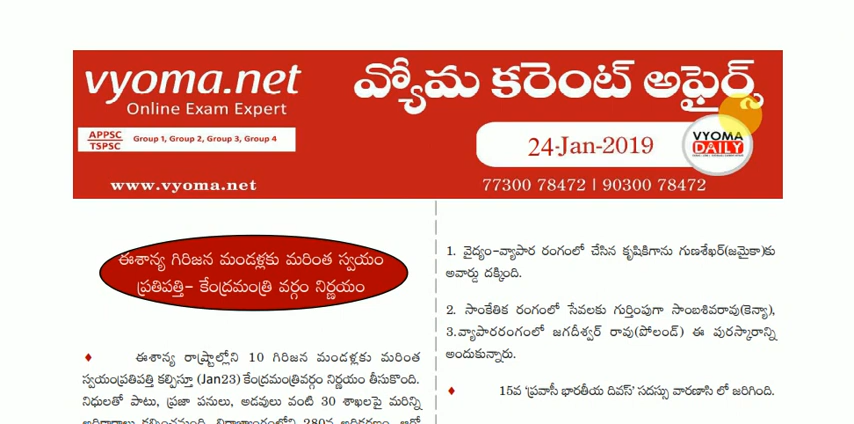 vyoma.net
Online Exam Expert
APPSC
TSPSC
Group 1, Group 2, Group 3, Group 4
www.vyoma.net
వ్యోమ కరెంట్ అఫైర్స్
24-Jan-2019
VYOMA
DAILY
77300 78472 | 90300 78472
ఈశాన్య గిరిజన మండళ్లకు మరింత స్వయం
ప్రతిపత్తి- కేంద్రమంత్రి వర్గం నిర్ణయం
♦ ఈశాన్య రాష్ట్రాల్లోని 10 గిరిజన మండళ్లకు మరింత
స్వయంప్రతిపత్తి కల్పిస్తూ (Jan23) కేంద్రమంత్రివర్గం నిర్ణయం తీసుకొంది.
నిధులతో పాటు, ప్రజా పనులు, అడవులు వంటి 30 శాఖలపై మరిన్ని
1. వైద్యం-వ్యాపార రంగంలో చేసిన కృషికిగాను గుణశేఖర్(జమైకా)కు
అవార్డు దక్కింది.
2. సాంకేతిక రంగంలో సేవలకు గుర్తింపుగా సాంబశివరావు(కెన్యా),
3.వ్యాపారరంగంలో జగదీశ్వర్ రావు(పోలండ్) ఈ పురస్కారాన్ని
అందుకున్నారు.
♦ 15వ 'ప్రవాసీ భారతీయ దివస్' సదస్సు వారణాసి లో జరిగింది.